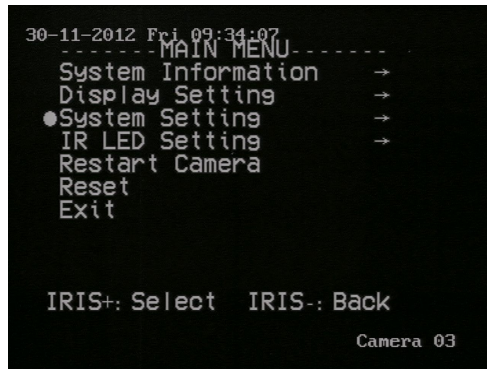 30-11-2012 Fri 09:34:07
-------MAIN MENU-------
System Information →
Display Setting →
●System Setting →
IR LED Setting →
Restart Camera
Reset
Exit
IRIS+: Select IRIS-: Back
Camera 03